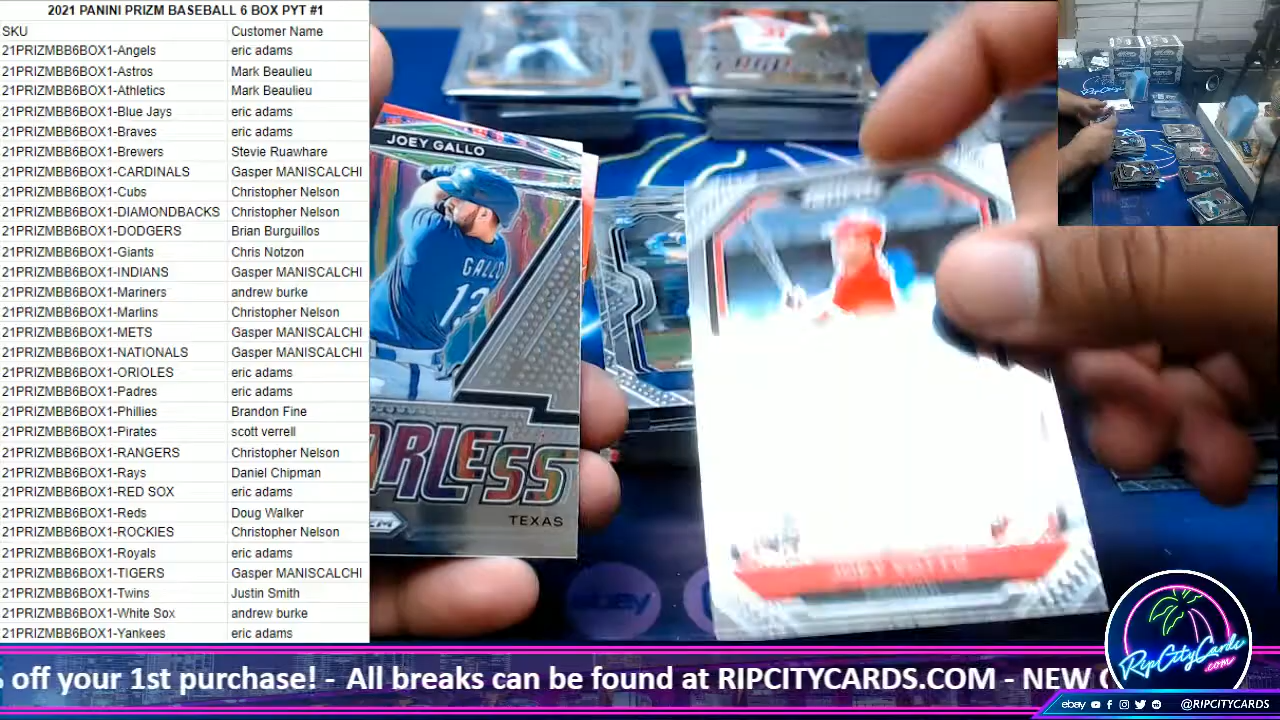 2021 PANINI PRIZM BASEBALL 6 BOX PYT #1
SKU Customer Name
21PRIZMBB6BOX1-Angels eric adams
21PRIZMBB6BOX1-Astros Mark Beaulieu
21PRIZMBB6BOX1-Athletics Mark Beaulieu
21PRIZMBB6BOX1-Blue Jays eric adams
21PRIZMBB6BOX1-Braves eric adams
21PRIZMBB6BOX1-Brewers Stevie Ruawhare
21PRIZMBB6BOX1-CARDINALS Gasper MANISCALCHI
21PRIZMBB6BOX1-Cubs Christopher Nelson
21PRIZMBB6BOX1-DIAMONDBACKS Christopher Nelson
21PRIZMBB6BOX1-DODGERS Brian Burguillos
21PRIZMBB6BOX1-Giants Chris Notzon
21PRIZMBB6BOX1-INDIANS Gasper MANISCALCHI
21PRIZMBB6BOX1-Mariners andrew burke
21PRIZMBB6BOX1-Marlins Christopher Nelson
21PRIZMBB6BOX1-METS Gasper MANISCALCHI
21PRIZMBB6BOX1-NATIONALS Gasper MANISCALCHI
21PRIZMBB6BOX1-ORIOLES eric adams
21PRIZMBB6BOX1-Padres eric adams
21PRIZMBB6BOX1-Phillies Brandon Fine
21PRIZMBB6BOX1-Pirates scott verrell
21PRIZMBB6BOX1-RANGERS Christopher Nelson
21PRIZMBB6BOX1-Rays Daniel Chipman
21PRIZMBB6BOX1-RED SOX eric adams
21PRIZMBB6BOX1-Reds Doug Walker
21PRIZMBB6BOX1-ROCKIES Christopher Nelson
21PRIZMBB6BOX1-Royals eric adams
21PRIZMBB6BOX1-TIGERS Gasper MANISCALCHI
21PRIZMBB6BOX1-Twins Justin Smith
21PRIZMBB6BOX1-White Sox andrew burke
21PRIZMBB6BOX1-Yankees eric adams
JOEY GALLO
GALLO
13
ARLESS
TEXAS
JOEY VOTTO
ebay
off your 1st purchase! - All breaks can be found at RIPCITYCARDS.COM - NEW
RipCityCards
.com
ebay @RIPCITYCARDS